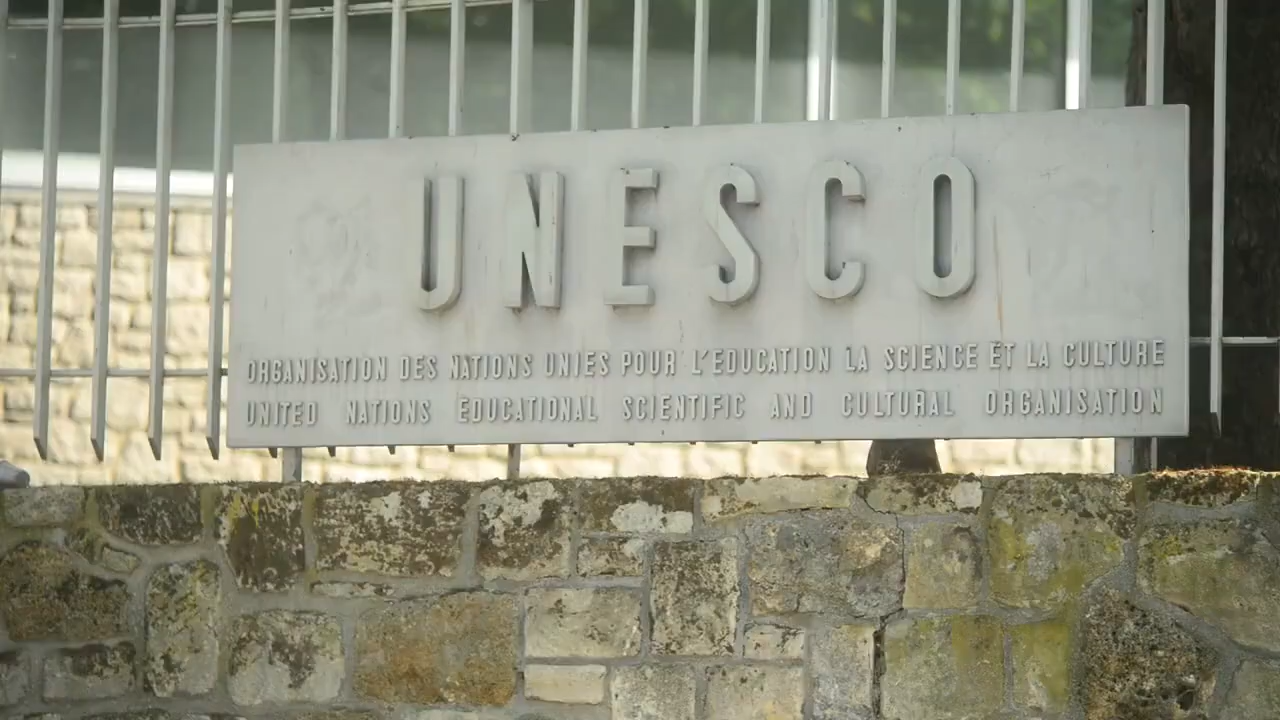 UNESCO
ORGANISATION DES NATIONS UNIES POUR L'EDUCATION LA SCIENCE ET LA CULTURE
UNITED NATIONS EDUCATIONAL SCIENTIFIC AND CULTURAL ORGANISATION